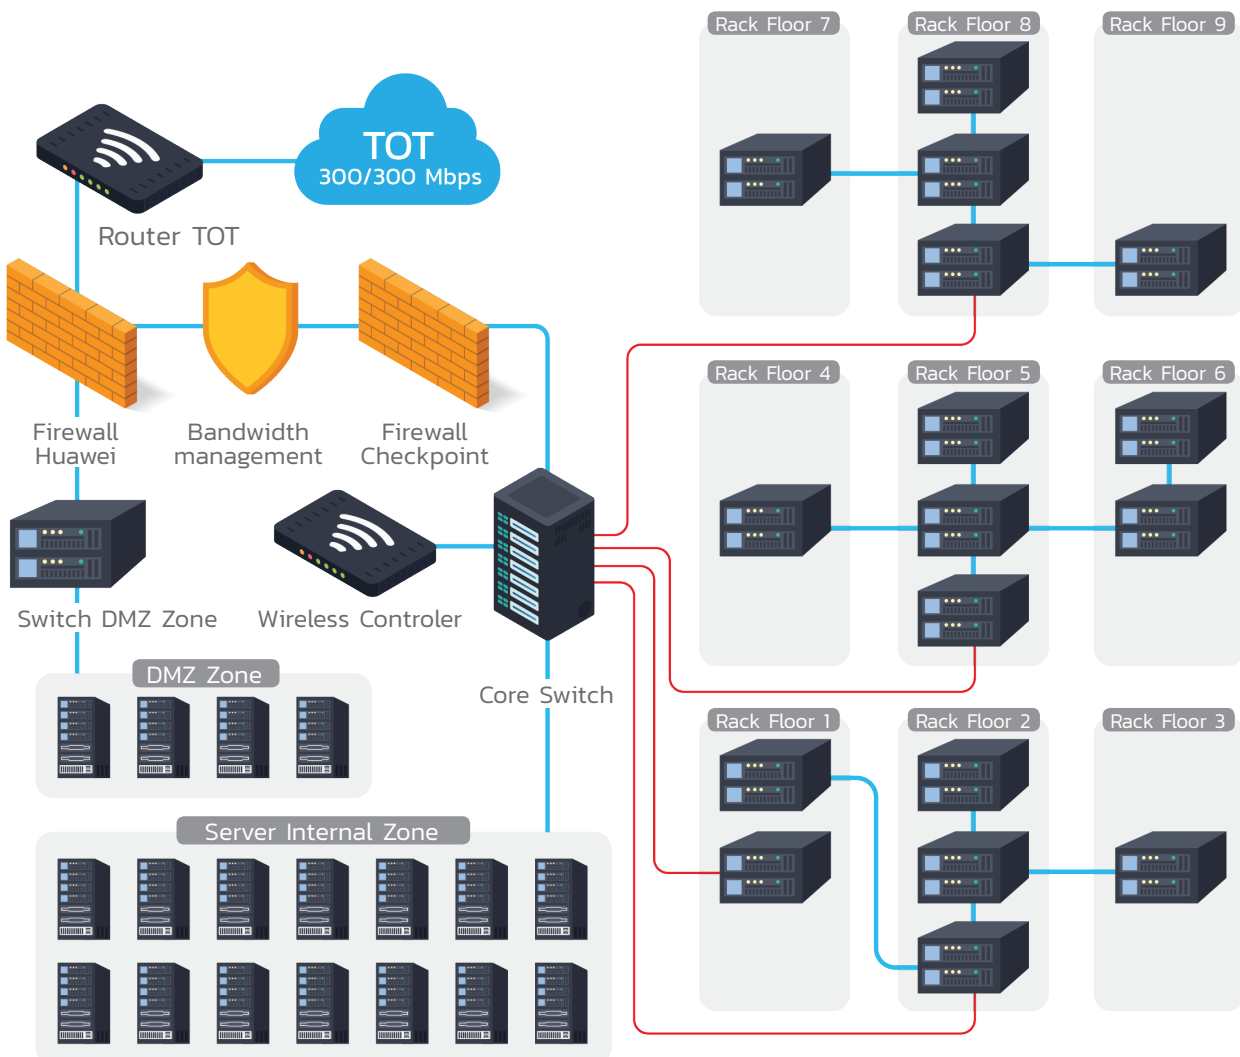 TOT
300/300 Mbps
Router TOT
Firewall
Huawei
Bandwidth
management
Firewall
Checkpoint
Switch DMZ Zone
Wireless Controler
Core Switch
DMZ Zone
Server Internal Zone
Rack Floor 7
Rack Floor 8
Rack Floor 9
Rack Floor 4
Rack Floor 5
Rack Floor 6
Rack Floor 1
Rack Floor 2
Rack Floor 3